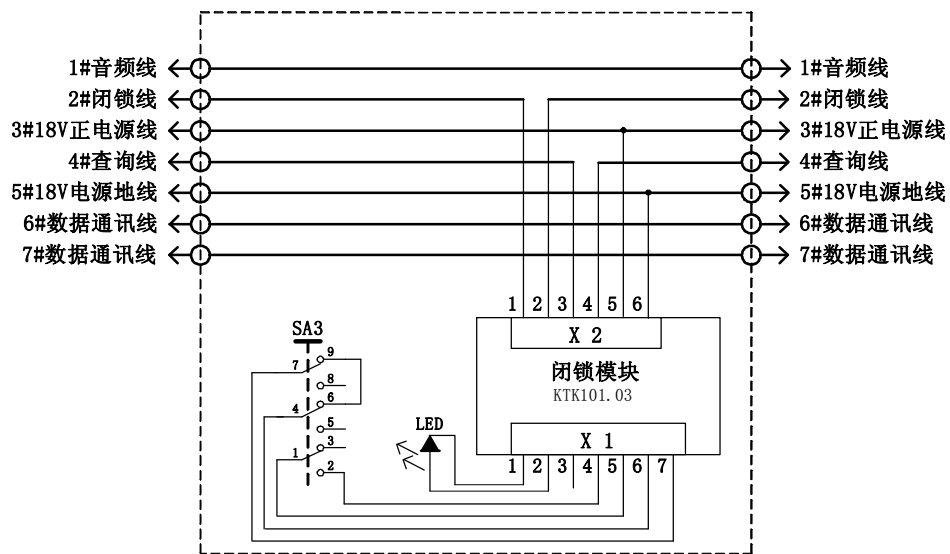 1#音频线 1#音频线
2#闭锁线 2#闭锁线
3#18V正电源线 3#18V正电源线
4#查询线 4#查询线
5#18V电源地线 5#18V电源地线
6#数据通讯线 6#数据通讯线
7#数据通讯线 7#数据通讯线
1 2 3 4 5 6
X 2
SA3
9
7
8
6
4
5
3
1
2
闭锁模块
KTK101.03
LED
X 1
1 2 3 4 5 6 7